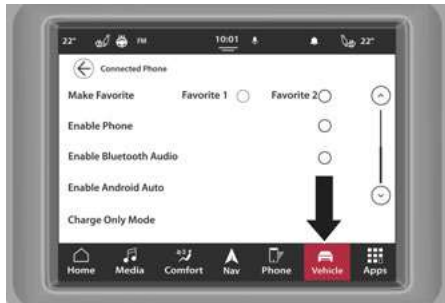 22° FM 10:01 22°
Connected Phone
Make Favorite Favorite 1 Favorite 2
Enable Phone
Enable Bluetooth Audio
Enable Android Auto
Charge Only Mode
Home Media Comfort Nav Phone Vehicle Apps